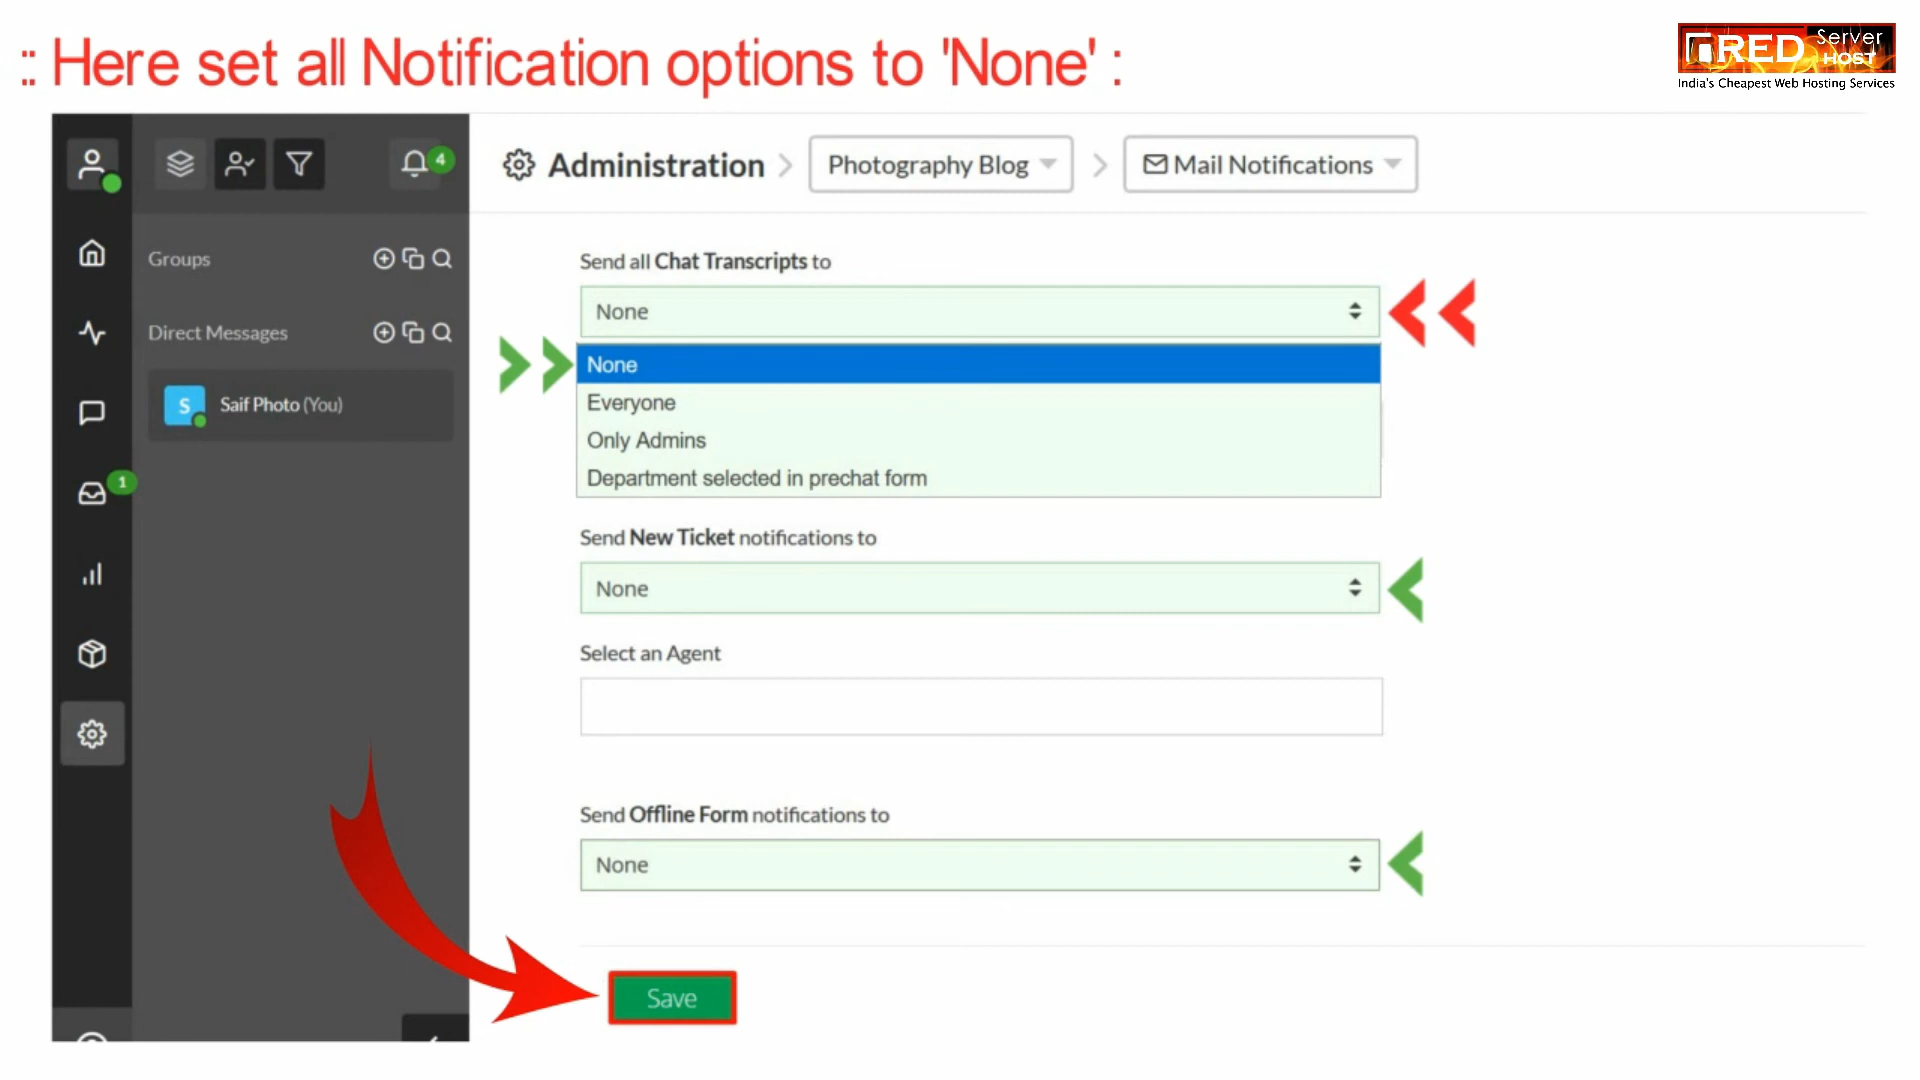 :: Here set all Notification options to 'None' :
RED Server HOST
India's Cheapest Web Hosting Services
4
Administration
Photography Blog
Mail Notifications
Groups
Direct Messages
S
Saif Photo (You)
1
Send all Chat Transcripts to
None
None
Everyone
Only Admins
Department selected in prechat form
Send New Ticket notifications to
None
Select an Agent
Send Offline Form notifications to
None
Save